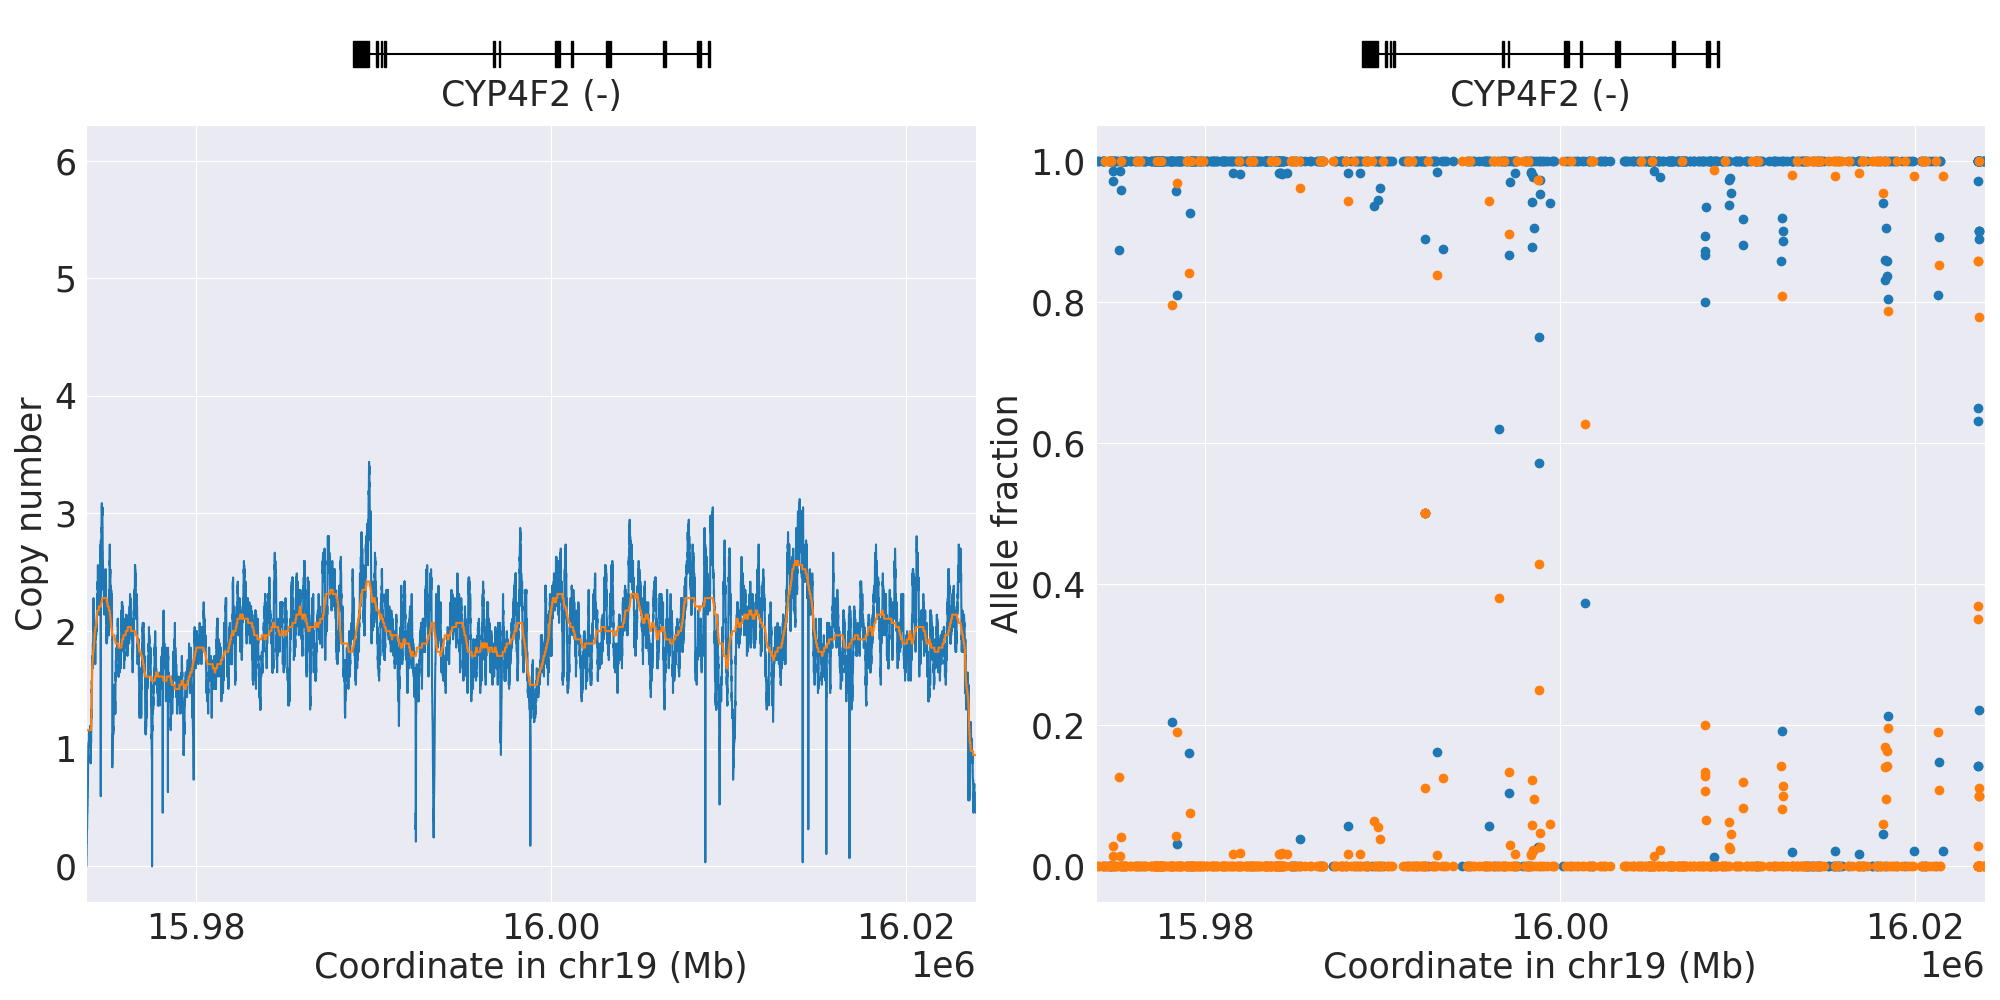 CYP4F2 (-)
6
5
4
3
2
1
0
Copy number
15.98
16.00
16.02
Coordinate in chr19 (Mb)
1e6
CYP4F2 (-)
1.0
0.8
0.6
0.4
0.2
0.0
Allele fraction
15.98
16.00
16.02
Coordinate in chr19 (Mb)
1e6